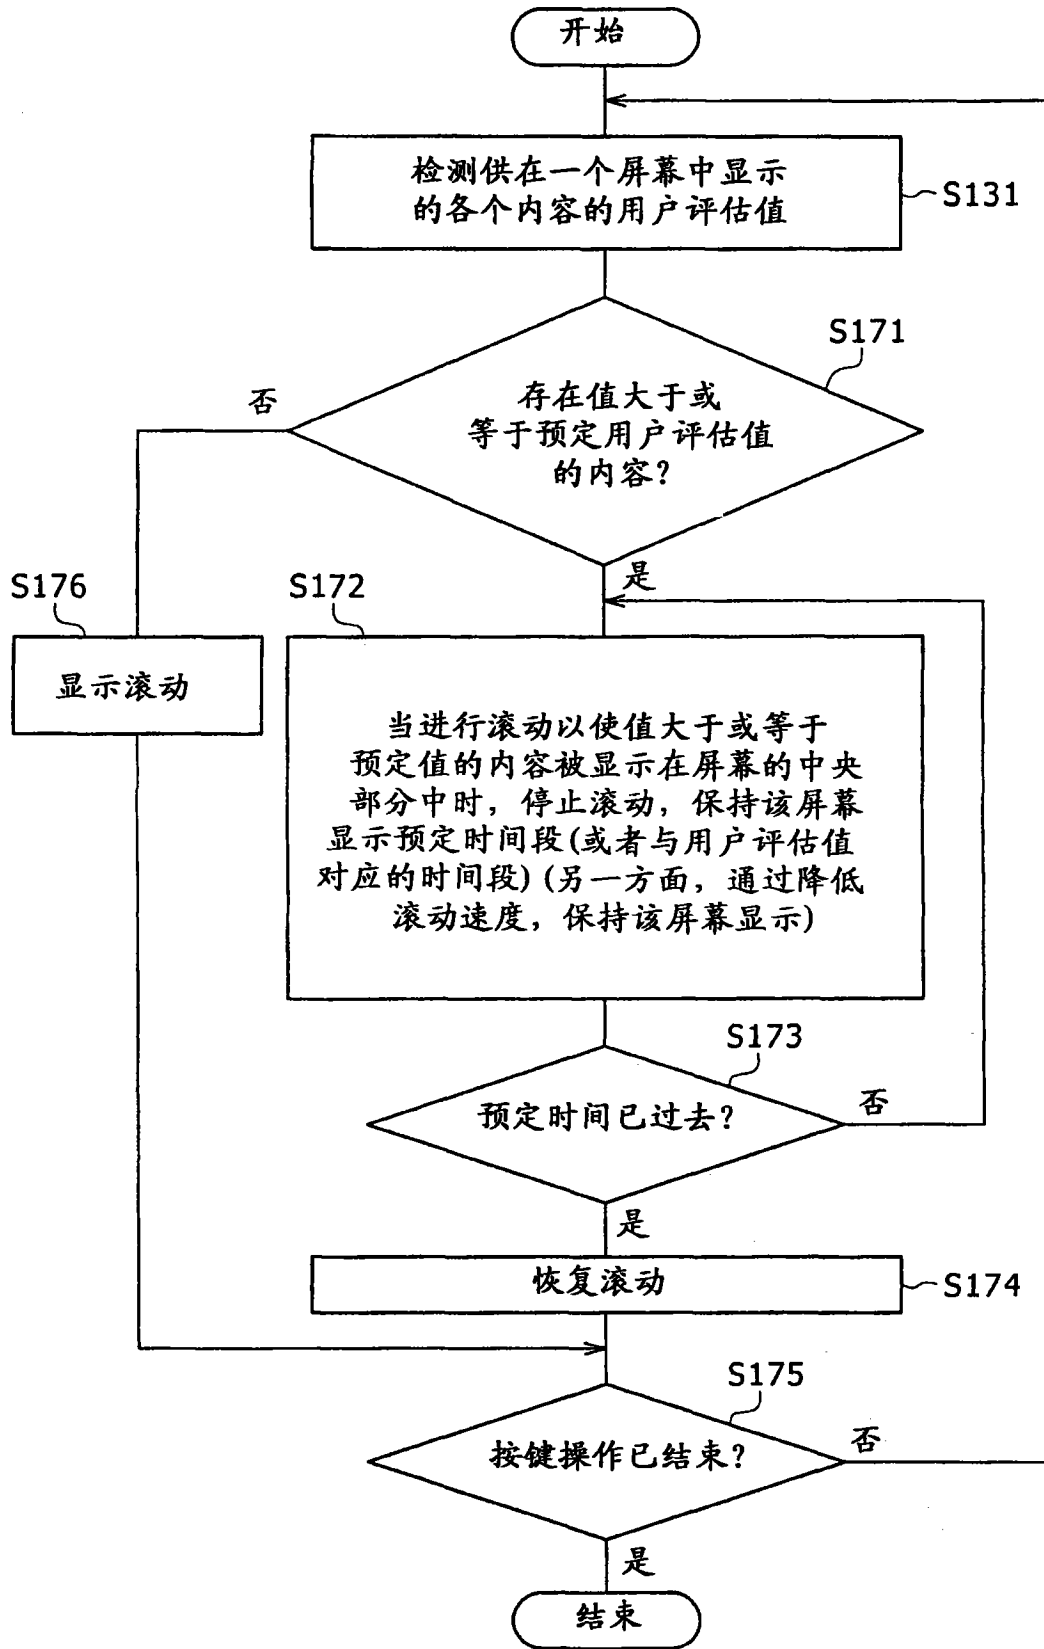 开始
检测供在一个屏幕中显示
的各个内容的用户评估值
S131
S171
存在值大于或
等于预定用户评估值
的内容?
否
是
S176
显示滚动
S172
当进行滚动以使值大于或等于
预定值的内容被显示在屏幕的中央
部分中时,停止滚动,保持该屏幕
显示预定时间段(或者与用户评估值
对应的时间段)(另一方面,通过降低
滚动速度,保持该屏幕显示)
S173
预定时间已过去?
否
是
恢复滚动
S174
S175
按键操作已结束?
否
是
结束